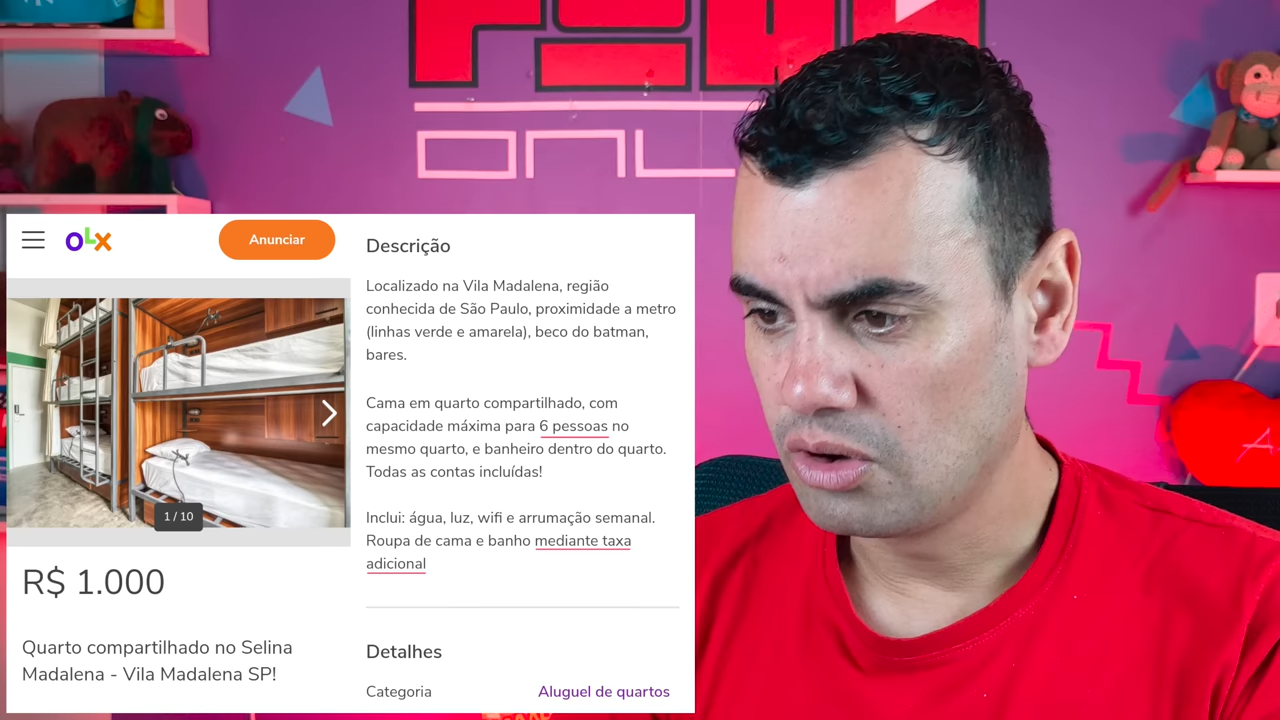 OLX
Anunciar
1 / 10
R$ 1.000
Quarto compartilhado no Selina
Madalena - Vila Madalena SP!
Descrição
Localizado na Vila Madalena, região
conhecida de São Paulo, proximidade a metro
(linhas verde e amarela), beco do batman,
bares.
Cama em quarto compartilhado, com
capacidade máxima para 6 pessoas no
mesmo quarto, e banheiro dentro do quarto.
Todas as contas incluídas!
Inclui: água, luz, wifi e arrumação semanal.
Roupa de cama e banho mediante taxa
adicional
Detalhes
Categoria
Aluguel de quartos